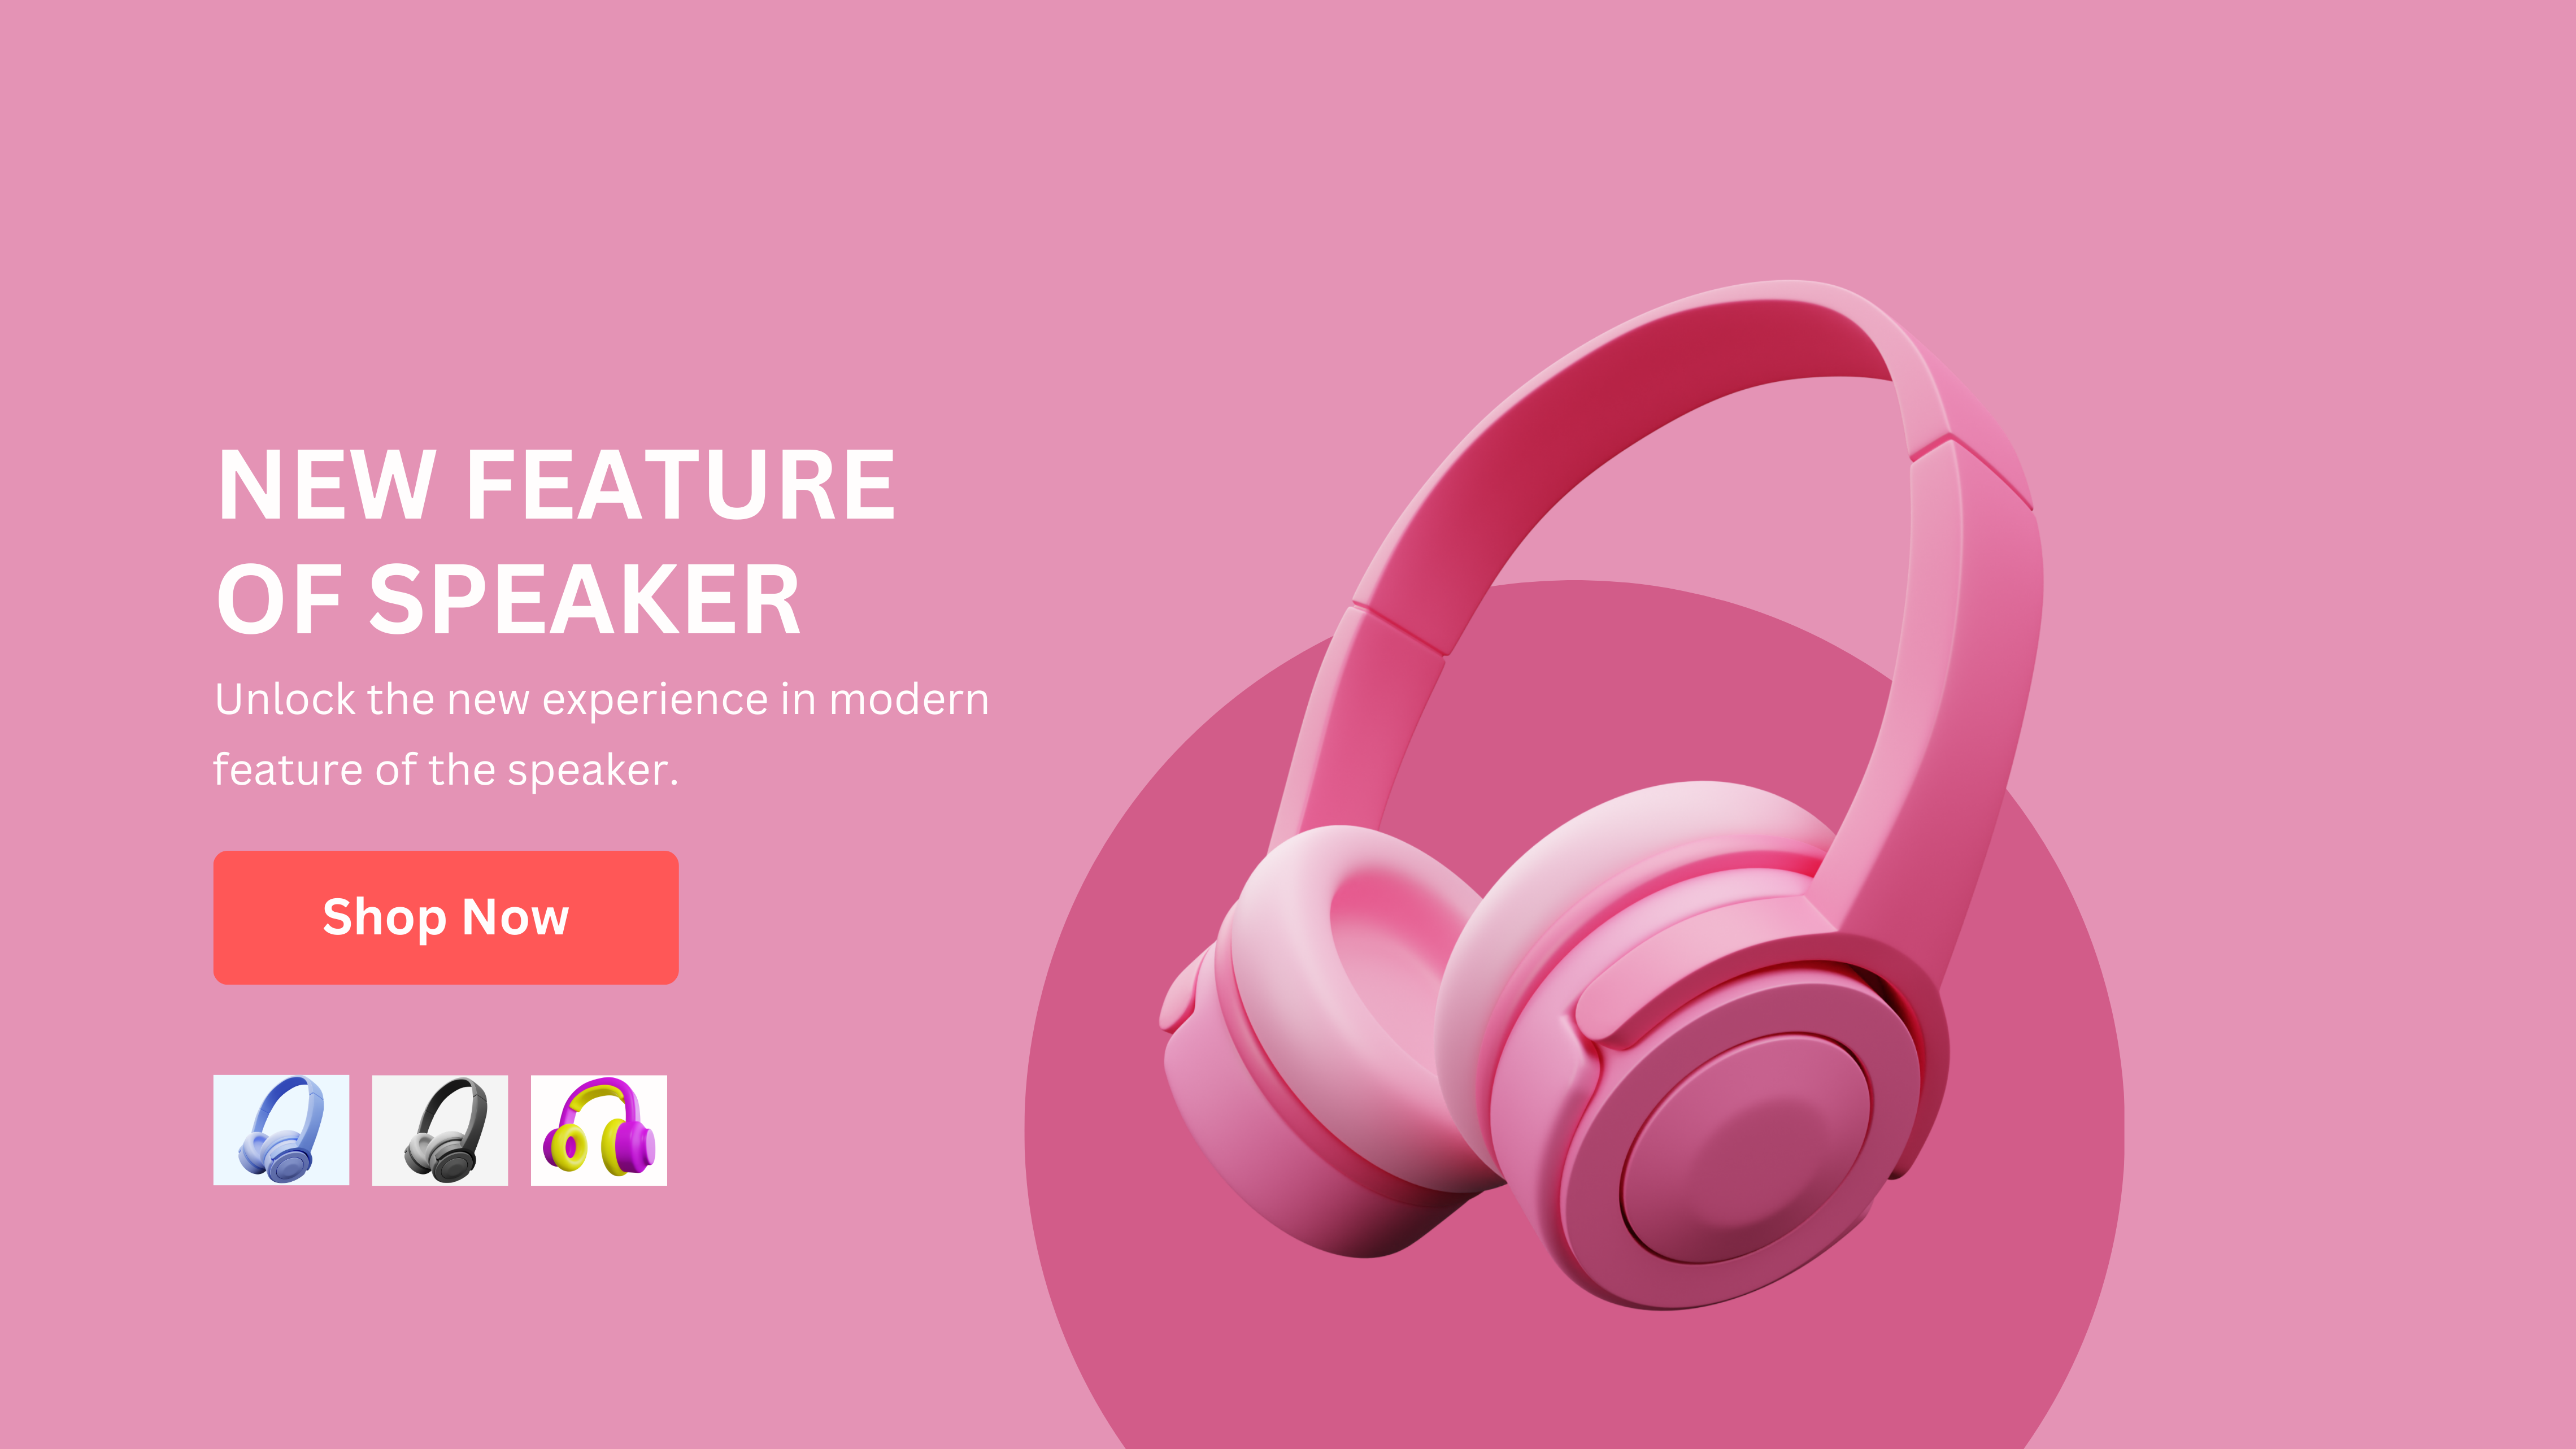 NEW FEATURE
OF SPEAKER
Unlock the new experience in modern
feature of the speaker.
Shop Now